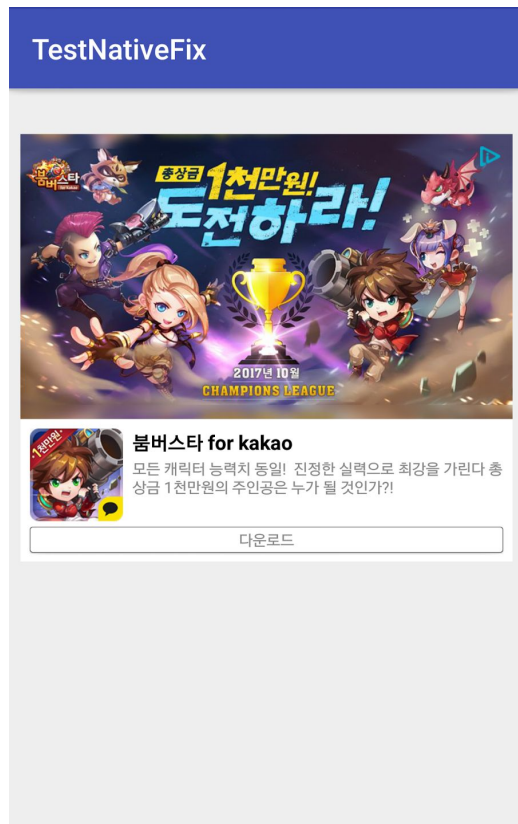 TestNativeFix
붐버스타
for kakao
총상금 1천만원!
도전하라!
2017년 10월
CHAMPIONS LEAGUE
1천만원!
붐버스타 for kakao
모든 캐릭터 능력치 동일! 진정한 실력으로 최강을 가린다 총
상금 1천만원의 주인공은 누가 될 것인가?!
다운로드